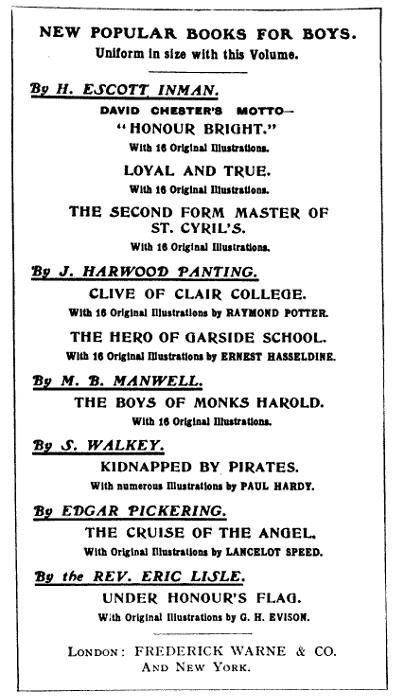 NEW POPULAR BOOKS FOR BOYS.
Uniform in size with this Volume.
By H. ESCOTT INMAN.
DAVID CHESTER'S MOTTO—
"HONOUR BRIGHT."
With 16 Original Illustrations.
LOYAL AND TRUE.
With 16 Original Illustrations.
THE SECOND FORM MASTER OF
ST. CYRIL'S.
With 16 Original Illustrations.
By J. HARWOOD PANTING.
CLIVE OF CLAIR COLLEGE.
With 16 Original Illustrations by RAYMOND POTTER.
THE HERO OF GARSIDE SCHOOL.
With 16 Original Illustrations by ERNEST HASSELDINE.
By M. B. MANWELL.
THE BOYS OF MONKS HAROLD.
With 16 Original Illustrations.
By S. WALKEY.
KIDNAPPED BY PIRATES.
With numerous Illustrations by PAUL HARDY.
By EDGAR PICKERING.
THE CRUISE OF THE ANGEL.
With Original Illustrations by LANCELOT SPEED.
By the REV. ERIC LISLE.
UNDER HONOUR'S FLAG.
With Original Illustrations by G. H. EVISON.
LONDON: FREDERICK WARNE & CO.
AND NEW YORK.